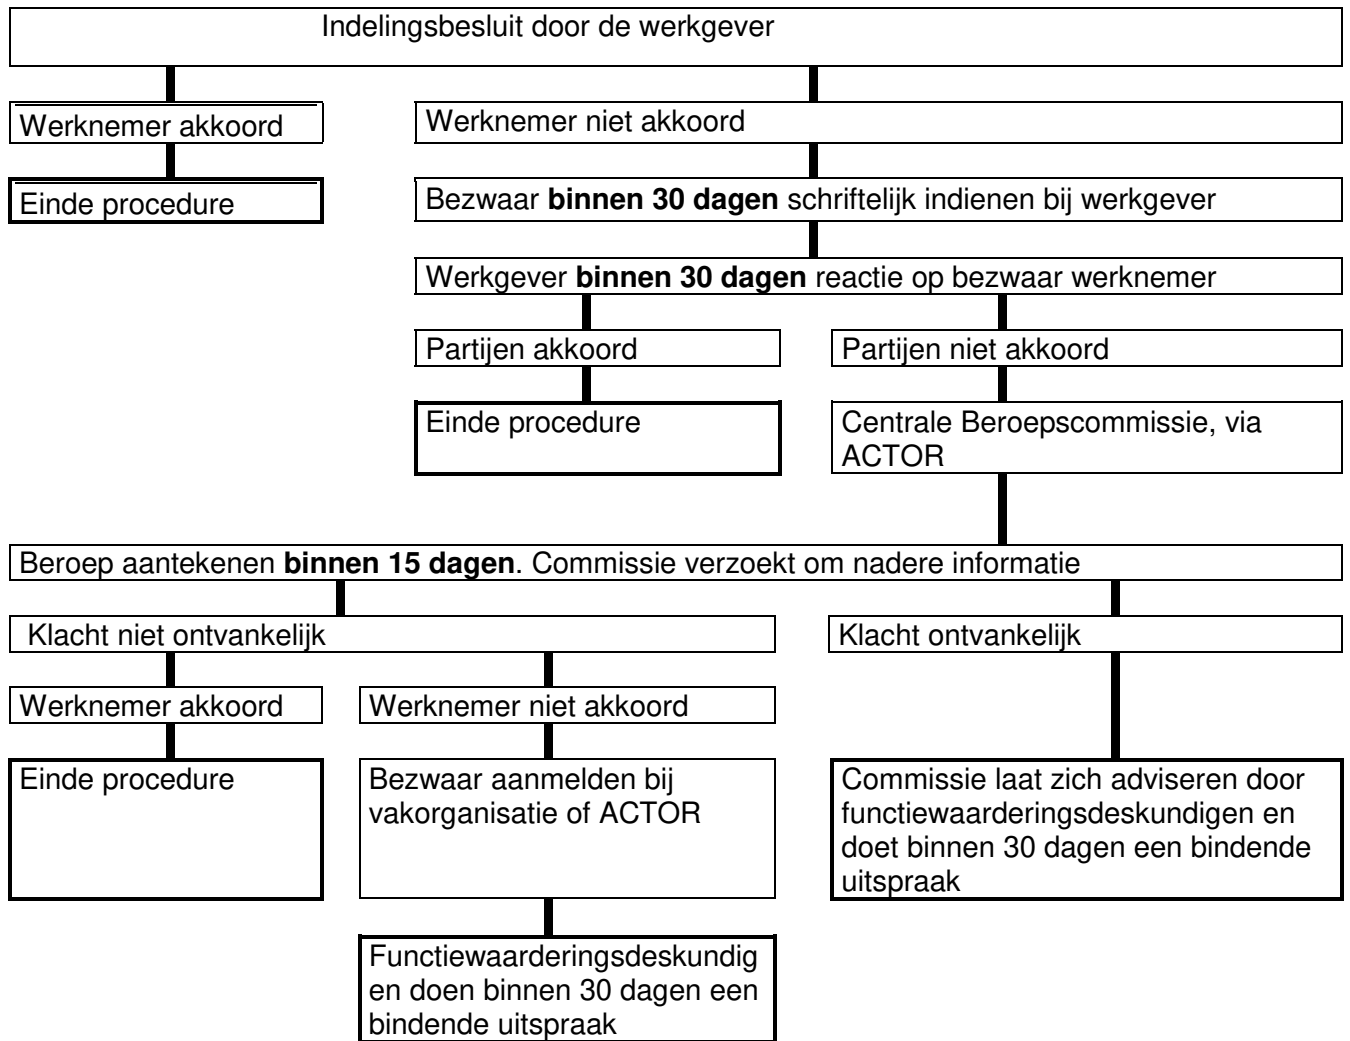 Indelingsbesluit door de werkgever
Werknemer akkoord
Werknemer niet akkoord
Einde procedure
Bezwaar binnen 30 dagen schriftelijk indienen bij werkgever
Werkgever binnen 30 dagen reactie op bezwaar werknemer
Partijen akkoord
Partijen niet akkoord
Einde procedure
Centrale Beroepscommissie, via
ACTOR
Beroep aantekenen binnen 15 dagen. Commissie verzoekt om nadere informatie
Klacht niet ontvankelijk
Klacht ontvankelijk
Werknemer akkoord
Werknemer niet akkoord
Einde procedure
Bezwaar aanmelden bij
vakorganisatie of ACTOR
Commissie laat zich adviseren door
functiewaarderingsdeskundigen en
doet binnen 30 dagen een bindende
uitspraak
Functiewaarderingsdeskundig
en doen binnen 30 dagen een
bindende uitspraak